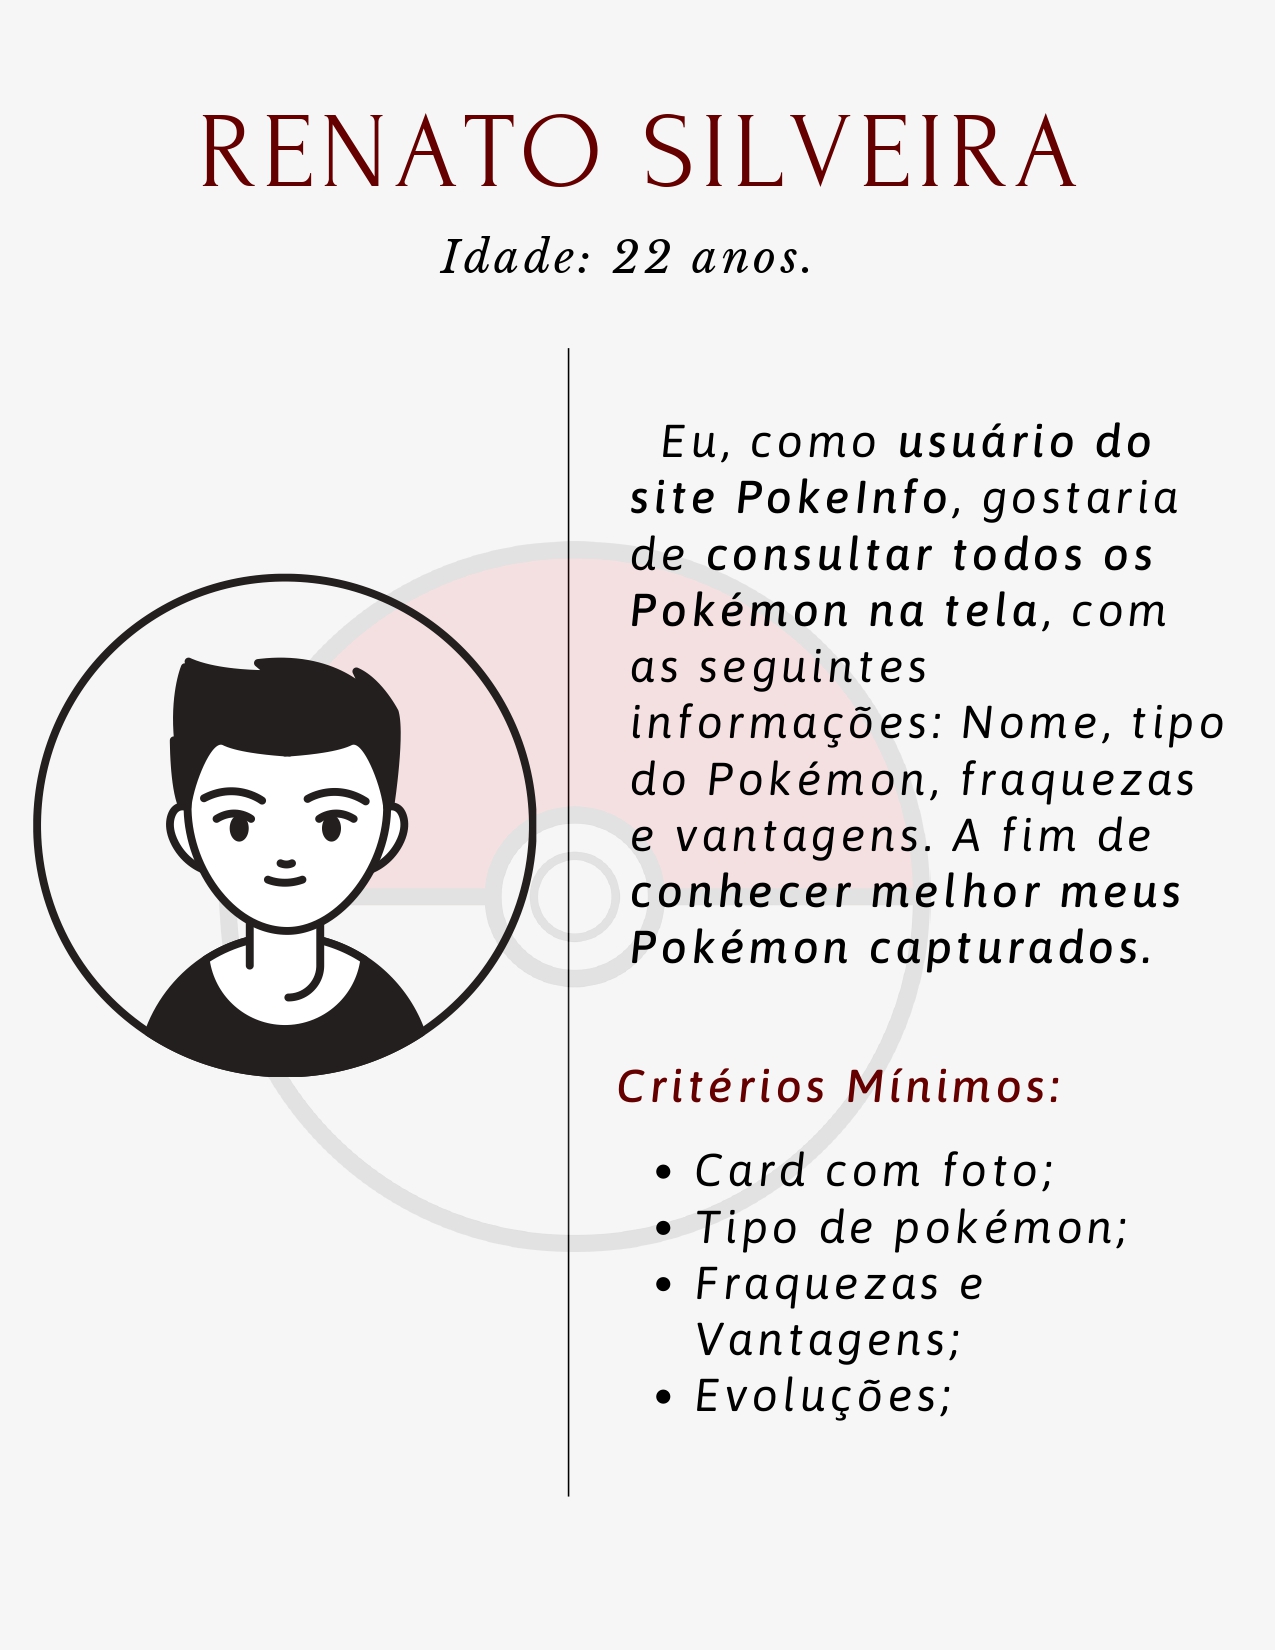 RENATO SILVEIRA
Idade: 22 anos.
Eu, como usuário do
site PokeInfo, gostaria
de consultar todos os
Pokémon na tela, com
as seguintes
informações: Nome, tipo
do Pokémon, fraquezas
e vantagens. A fim de
conhecer melhor meus
Pokémon capturados.
Critérios Mínimos:
• Card com foto;
• Tipo de pokémon;
• Fraquezas e
Vantagens;
• Evoluções;